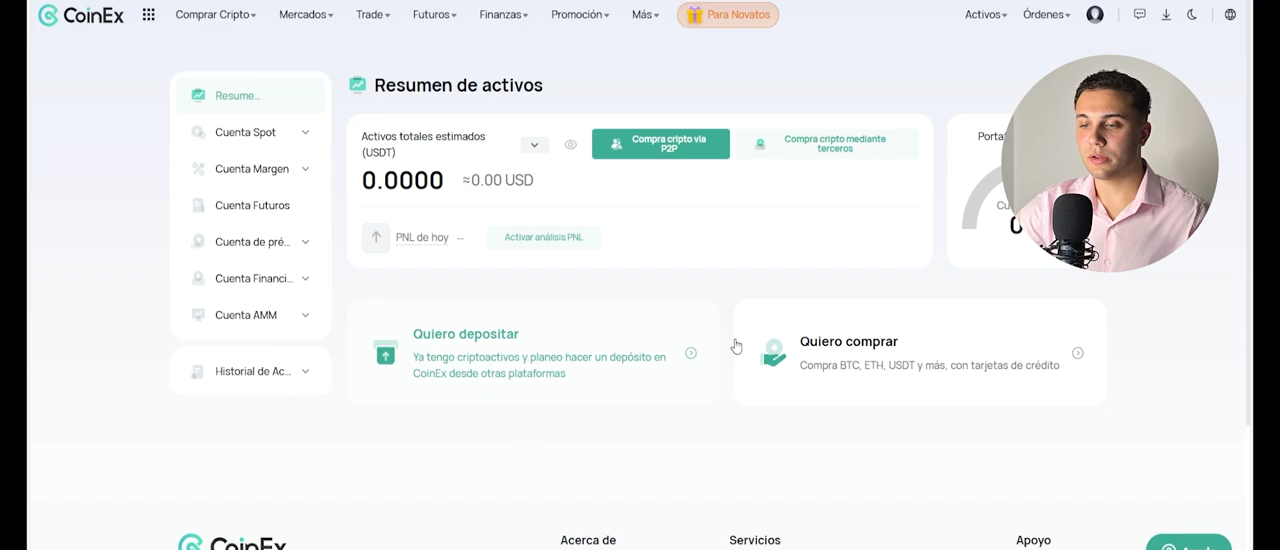 CoinEx
Comprar Cripto
Mercados
Trade
Futuros
Finanzas
Promoción
Más
Para Novatos
Activos
Órdenes
Resume...
Cuenta Spot
Cuenta Margen
Cuenta Futuros
Cuenta de pré...
Cuenta Financi...
Cuenta AMM
Historial de Ac...
Resumen de activos
Activos totales estimados
(USDT)
Compra cripto via
P2P
Compra cripto mediante
terceros
0.0000
≈0.00 USD
PNL de hoy
—
Activar análisis PNL
Quiero depositar
Ya tengo criptoactivos y planeo hacer un depósito en
CoinEx desde otras plataformas
Quiero comprar
Compra BTC, ETH, USDT y más, con tarjetas de crédito
CoinEx
Acerca de
Servicios
Apoyo